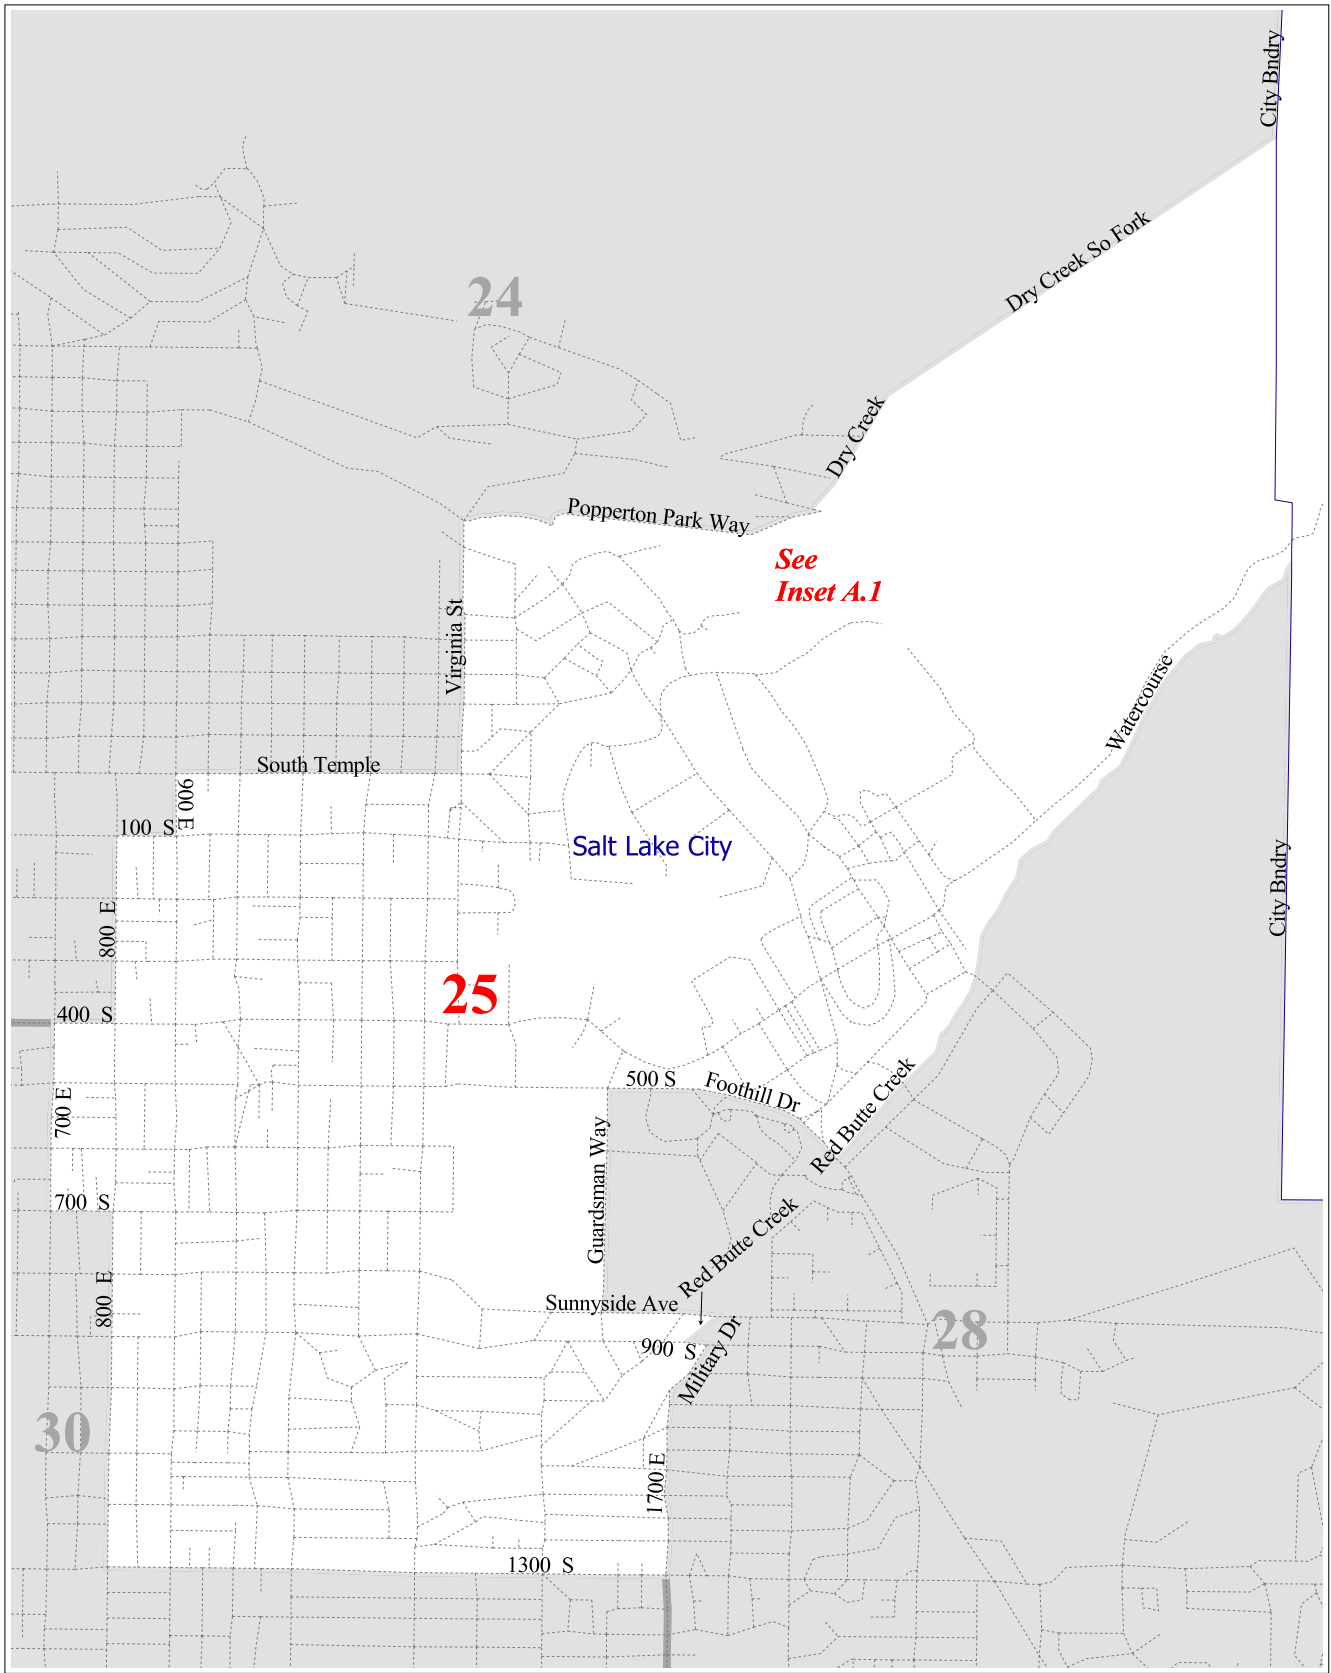 City Bndry
Dry Creek So Fork
24
Dry Creek
Popperton Park Way
See
Inset A.1
Virginia St
Watercourse
South Temple
900 E
100 S
Salt Lake City
City Bndry
800 E
25
400 S
500 S
Foothill Dr
700 E
Red Butte Creek
Guardsman Way
700 S
Red Butte Creek
800 E
Sunnyside Ave
28
900 S
Military Dr
30
1700 E
1300 S